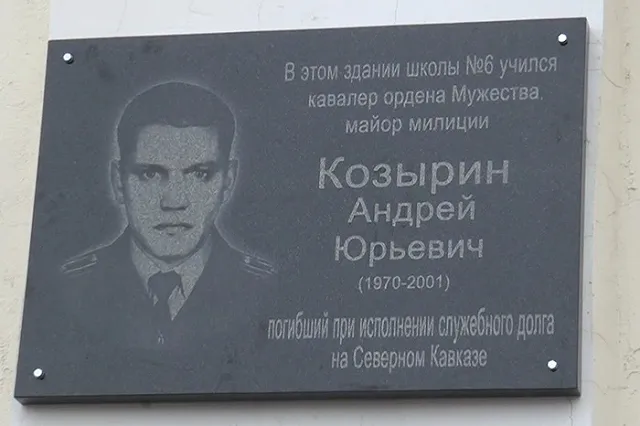 В этом здании школы №6 учился
кавалер ордена Мужества,
майор милиции
Козырин
Андрей
Юрьевич
(1970-2001)
погибший при исполнении служебного долга
на Северном Кавказе